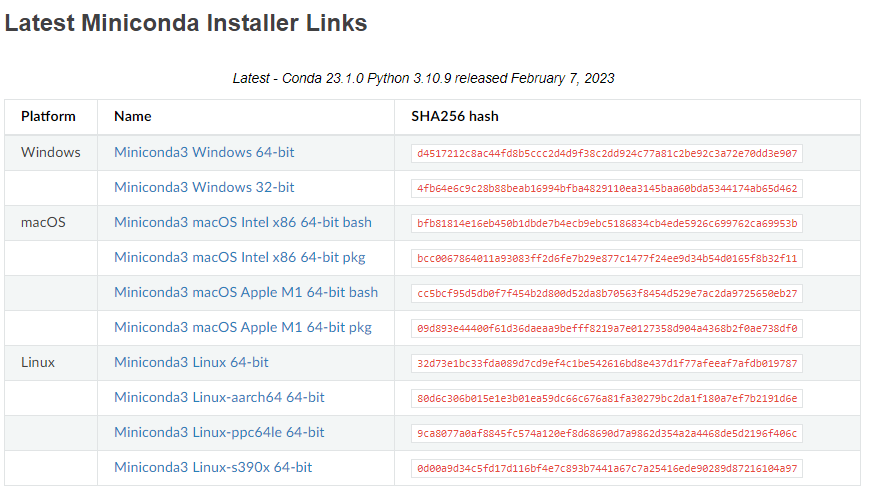 Latest Miniconda Installer Links
Latest - Conda 23.1.0 Python 3.10.9 released February 7, 2023
Platform Name SHA256 hash
Windows Miniconda3 Windows 64-bit d4517212c8ac44fd8b5ccc2d4d9f38c2dd924c77a81c2be92c3a72e70dd3e907
Miniconda3 Windows 32-bit 4fb64e6c9c28b88beab16994bfba4829110ea3145baa60bda5344174ab65d462
macOS Miniconda3 macOS Intel x86 64-bit bash bfb81814e16eb450b1dbde7b4ecb9ebc5186834cb4ede5926c699762ca69953b
Miniconda3 macOS Intel x86 64-bit pkg bcc0067864011a93083ff2d6fe7b29e877c1477f24ee9d34b54d0165f8b32f11
Miniconda3 macOS Apple M1 64-bit bash cc5bcf95d5db0f7f454b2d800d52da8b70563f8454d529e7ac2da9725650eb27
Miniconda3 macOS Apple M1 64-bit pkg 09d893e44400f61d36daeaa9befff8219a7e0127358d904a4368b2f0ae738df0
Linux Miniconda3 Linux 64-bit 32d73e1bc33fda089d7cd9ef4c1be542616bd8e437d1f77afeeaf7afdb019787
Miniconda3 Linux-aarch64 64-bit 80d6c306b015e1e3b01ea59dc66c676a81fa30279bc2da1f180a7ef7b2191d6e
Miniconda3 Linux-ppc64le 64-bit 9ca8077a0af8845fc574a120ef8d68690d7a9862d354a2a4468de5d2196f406c
Miniconda3 Linux-s390x 64-bit 0d00a9d34c5fd17d116bf4e7c893b7441a67c7a25416ede90289d87216104a97